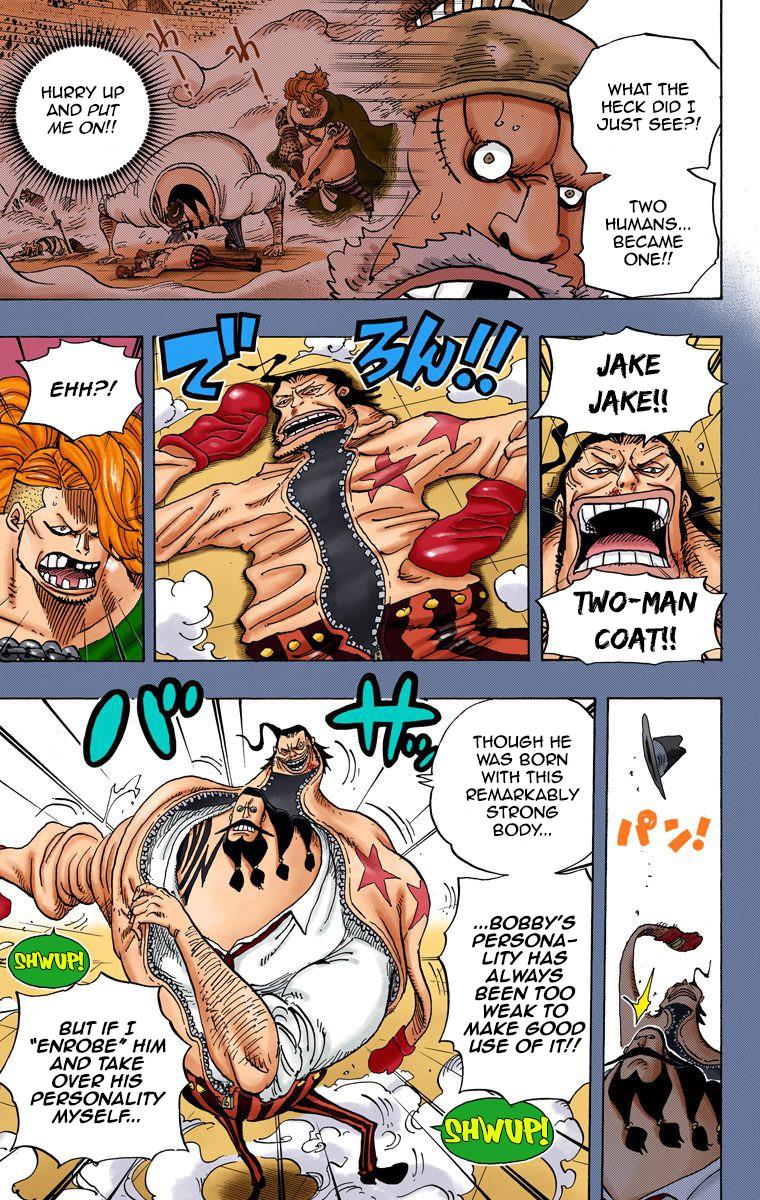 WHAT THE
HECK DID I
JUST SEE?!
TWO
HUMANS...
BECAME
ONE!!
HURRY UP
AND PUT
ME ON!!
JAKE
JAKE!!
TWO-MAN
COAT!!
でろん!!
EHH?!
パン!
THOUGH HE
WAS BORN
WITH THIS
REMARKABLY
STRONG
BODY...
...BOBBY'S
PERSONA-
LITY HAS
ALWAYS
BEEN TOO
WEAK TO
MAKE GOOD
USE OF IT!!
SHWUP!
バサッ
SHWUP!
BUT IF I
"ENROBE" HIM
AND TAKE
OVER HIS
PERSONALITY
MYSELF...